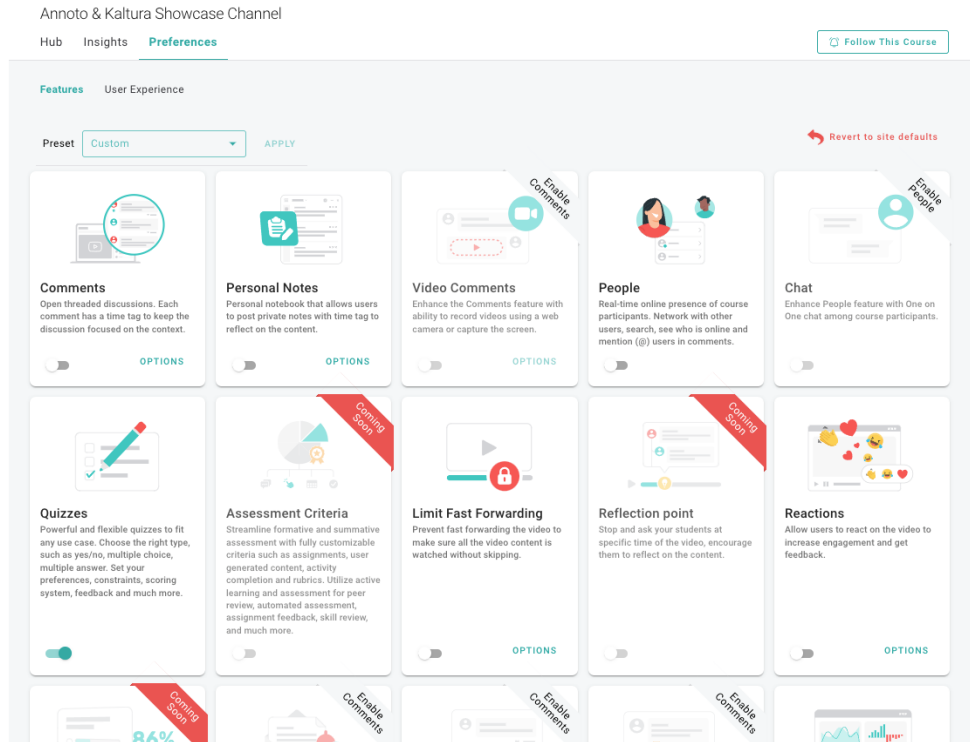 Annoto & Kaltura Showcase Channel
Hub Insights Preferences
Follow This Course
Features User Experience
Preset Custom APPLY
Revert to site defaults
Comments
Open threaded discussions. Each
comment has a time tag to keep the
discussion focused on the context.
OPTIONS
Personal Notes
Personal notebook that allows users
to post private notes with time tag to
reflect on the content.
OPTIONS
Enable
Comments
Video Comments
Enhance the Comments feature with
ability to record videos using a web
camera or capture the screen.
OPTIONS
People
Real-time online presence of course
participants. Network with other
users, search, see who is online and
mention (@) users in comments.
Enable
People
Chat
Enhance People feature with One on
One chat among course participants.
Quizzes
Powerful and flexible quizzes to fit
any use case. Choose the right type,
such as yes/no, multiple choice,
multiple answer. Set your
preferences, constraints, scoring
system, feedback and much more.
Coming
Soon
Assessment Criteria
Streamline formative and summative
assessment with fully customizable
criteria such as assignments, user
generated content, activity
completion and rubrics. Utilize active
learning and assessment for peer
review, automated assessment,
assignment feedback, skill review,
and much more.
Limit Fast Forwarding
Prevent fast forwarding the video to
make sure all the video content is
watched without skipping.
OPTIONS
Coming
Soon
Reflection point
Stop and ask your students at
specific time of the video, encourage
them to reflect on the content.
Reactions
Allow users to react on the video to
increase engagement and get
feedback.
OPTIONS
Coming
Soon
86%
Enable
Comments
Enable
Comments
Enable
Comments